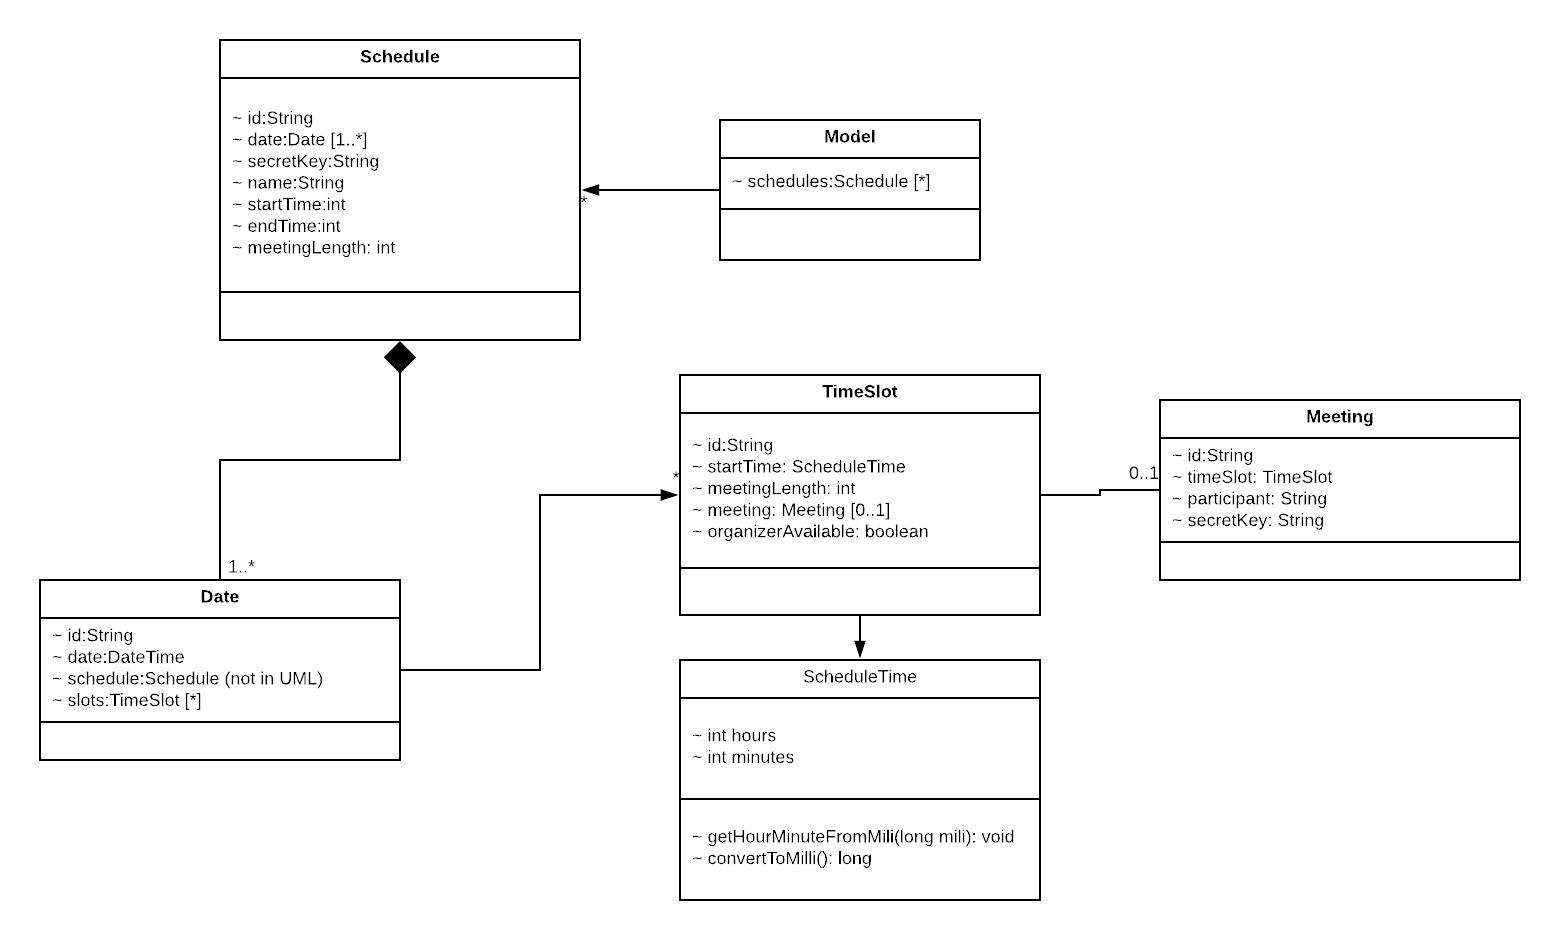 Schedule
~ id:String
~ date:Date [1..*]
~ secretKey:String
~ name:String
~ startTime:int
~ endTime:int
~ meetingLength: int
Model
~ schedules:Schedule [*]
*
TimeSlot
~ id:String
~ startTime: ScheduleTime
~ meetingLength: int
~ meeting: Meeting [0..1]
~ organizerAvailable: boolean
*
Meeting
~ id:String
~ timeSlot: TimeSlot
~ participant: String
~ secretKey: String
0..1
1..*
Date
~ id:String
~ date:DateTime
~ schedule:Schedule (not in UML)
~ slots:TimeSlot [*]
ScheduleTime
~ int hours
~ int minutes
~ getHourMinuteFromMili(long mili): void
~ convertToMilli(): long